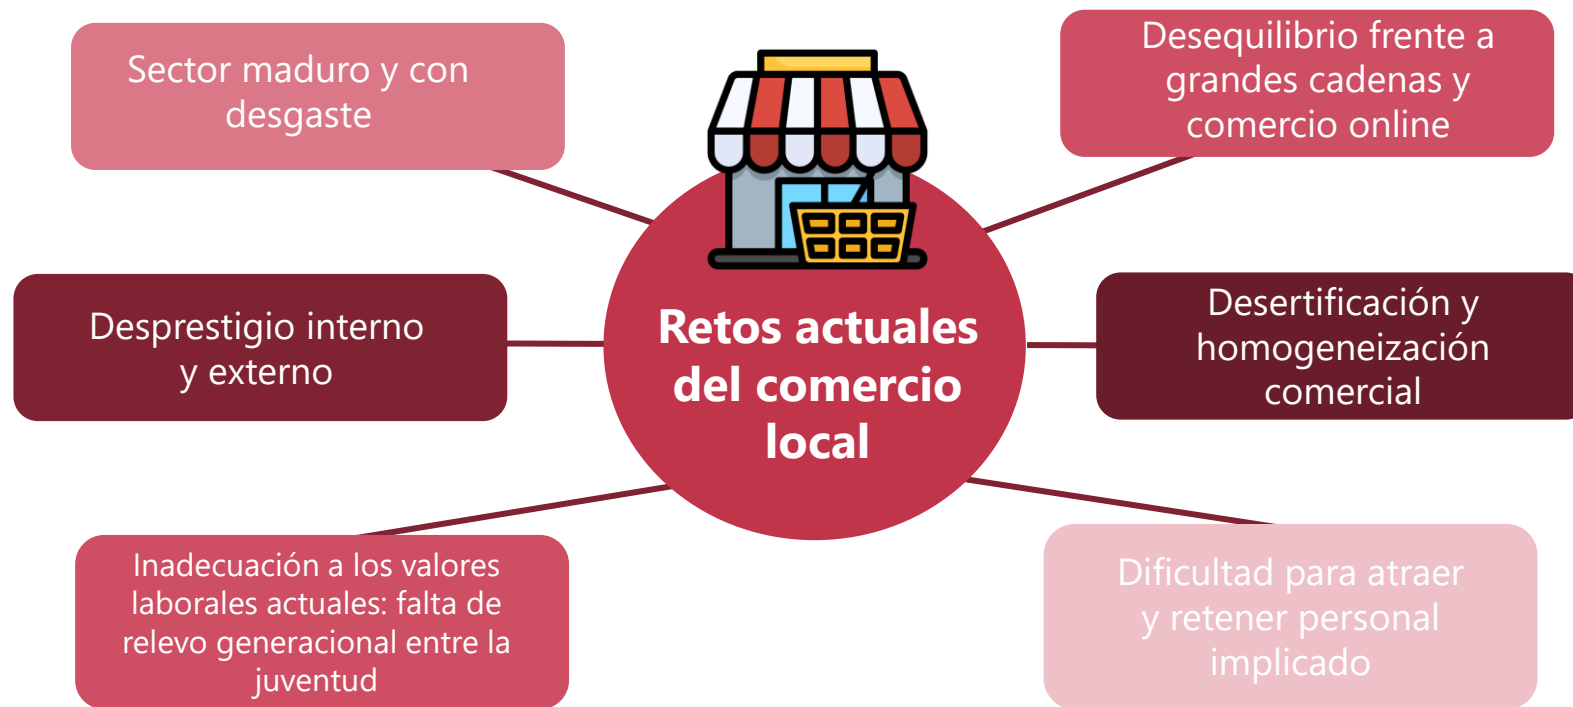 Sector maduro y con
desgaste
Desequilibrio frente a
grandes cadenas y
comercio online
Desprestigio interno
y externo
Retos actuales
del comercio
local
Desertificación y
homogeneización
comercial
Inadecuación a los valores
laborales actuales: falta de
relevo generacional entre la
juventud
Dificultad para atraer
y retener personal
implicado